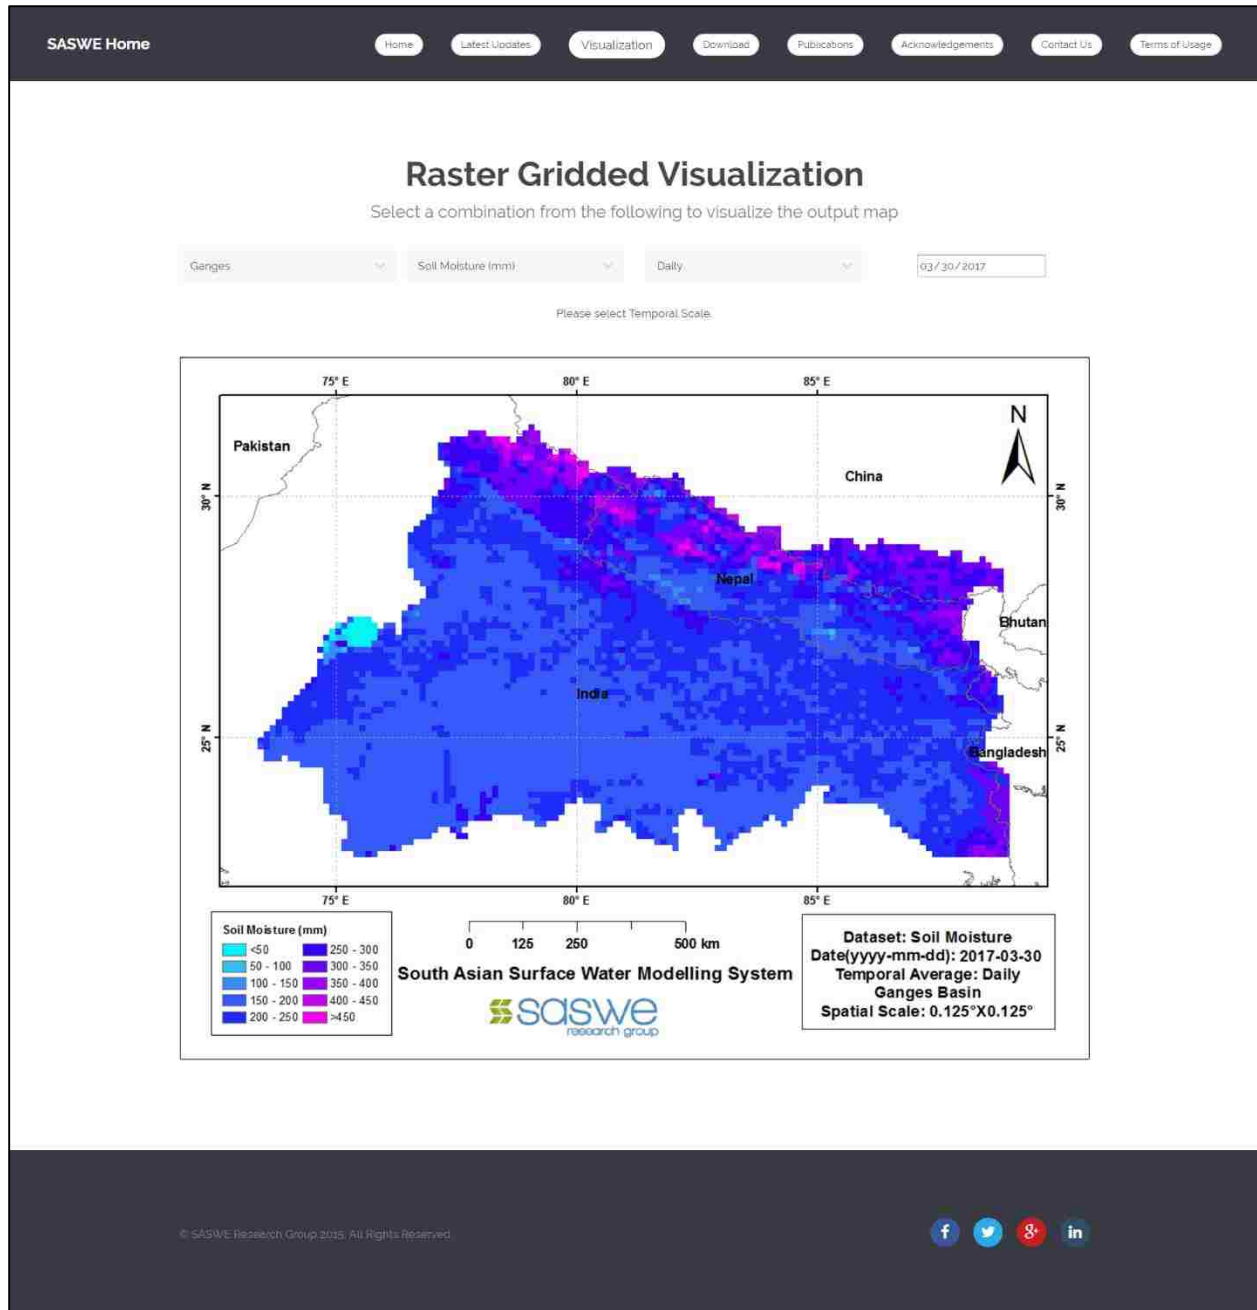 SASWE Home
Home Latest Updates Visualization Download Publications Acknowledgements Contact Us Terms of Usage
Raster Gridded Visualization
Select a combination from the following to visualize the output map
Ganges Soil Moisture (mm) Daily 03/30/2017
Please select Temporal Scale.
75° E 80° E 85° E
N
Pakistan
China
30° N 30° N
Nepal
Bhutan
India
25° N 25° N
Bangladesh
75° E 80° E 85° E
Soil Moisture (mm)
<50 250 - 300
50 - 100 300 - 350
100 - 150 350 - 400
150 - 200 400 - 450
200 - 250 >450
0 125 250 500 km
South Asian Surface Water Modelling System
saswe
research group
Dataset: Soil Moisture
Date(yyyy-mm-dd): 2017-03-30
Temporal Average: Daily
Ganges Basin
Spatial Scale: 0.125°X0.125°
© SASWE Research Group 2015. All Rights Reserved.
f 8+ in